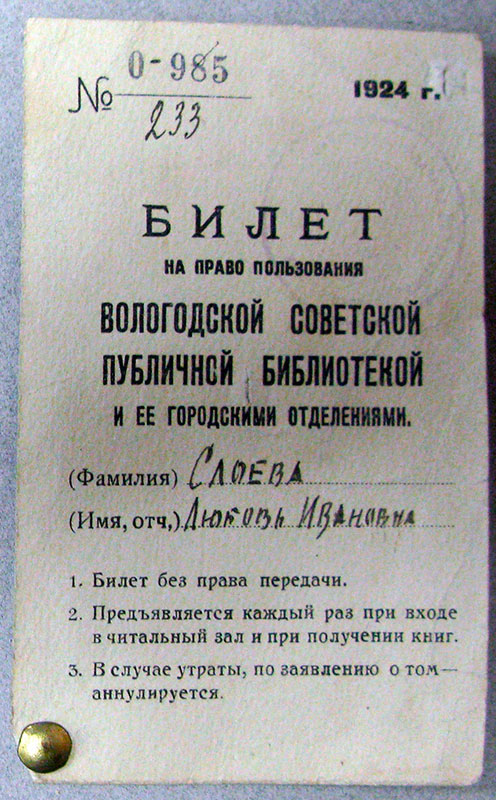 № 0-985
233
1924 г.
БИЛЕТ
НА ПРАВО ПОЛЬЗОВАНИЯ
ВОЛОГОДСКОЙ СОВЕТСКОЙ
ПУБЛИЧНОЙ БИБЛИОТЕКОЙ
И ЕЕ ГОРОДСКИМИ ОТДЕЛЕНИЯМИ.
(Фамилия) СЛОЕВА
(Имя, отч.) ЛЮБОВЬ ИВАНОВНА
1. Билет без права передачи.
2. Предъявляется каждый раз при входе
в читальный зал и при получении книг.
3. В случае утраты, по заявлению о том—
аннулируется.